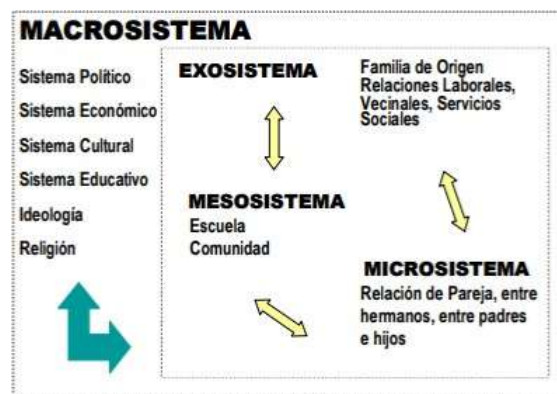 MACROSISTEMA
Sistema Político
Sistema Económico
Sistema Cultural
Sistema Educativo
Ideología
Religión
EXOSISTEMA
Familia de Origen
Relaciones Laborales,
Vecinales, Servicios
Sociales
MESOSISTEMA
Escuela
Comunidad
MICROSISTEMA
Relación de Pareja, entre
hermanos, entre padres
e hijos